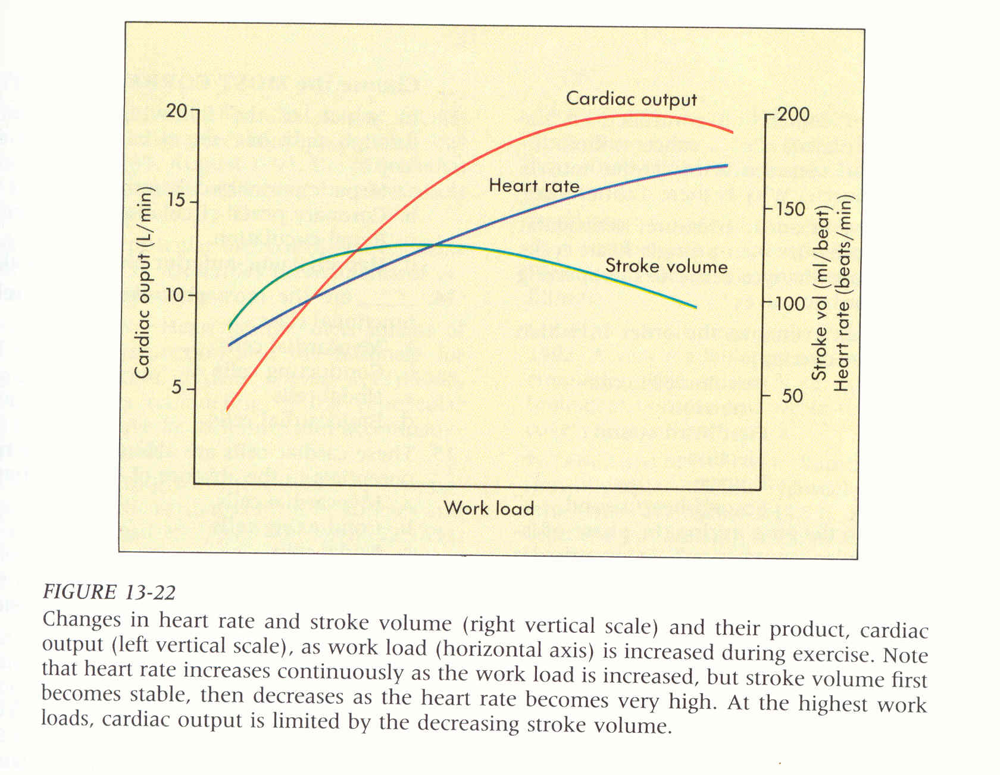 Cardiac output
20
200
Heart rate
15
150
Stroke volume
10
100
5
50
Cardiac ouput (L/min)
Stroke vol (ml/beat)
Heart rate (beats/min)
Work load
FIGURE 13-22
Changes in heart rate and stroke volume (right vertical scale) and their product, cardiac
output (left vertical scale), as work load (horizontal axis) is increased during exercise. Note
that heart rate increases continuously as the work load is increased, but stroke volume first
becomes stable, then decreases as the heart rate becomes very high. At the highest work
loads, cardiac output is limited by the decreasing stroke volume.